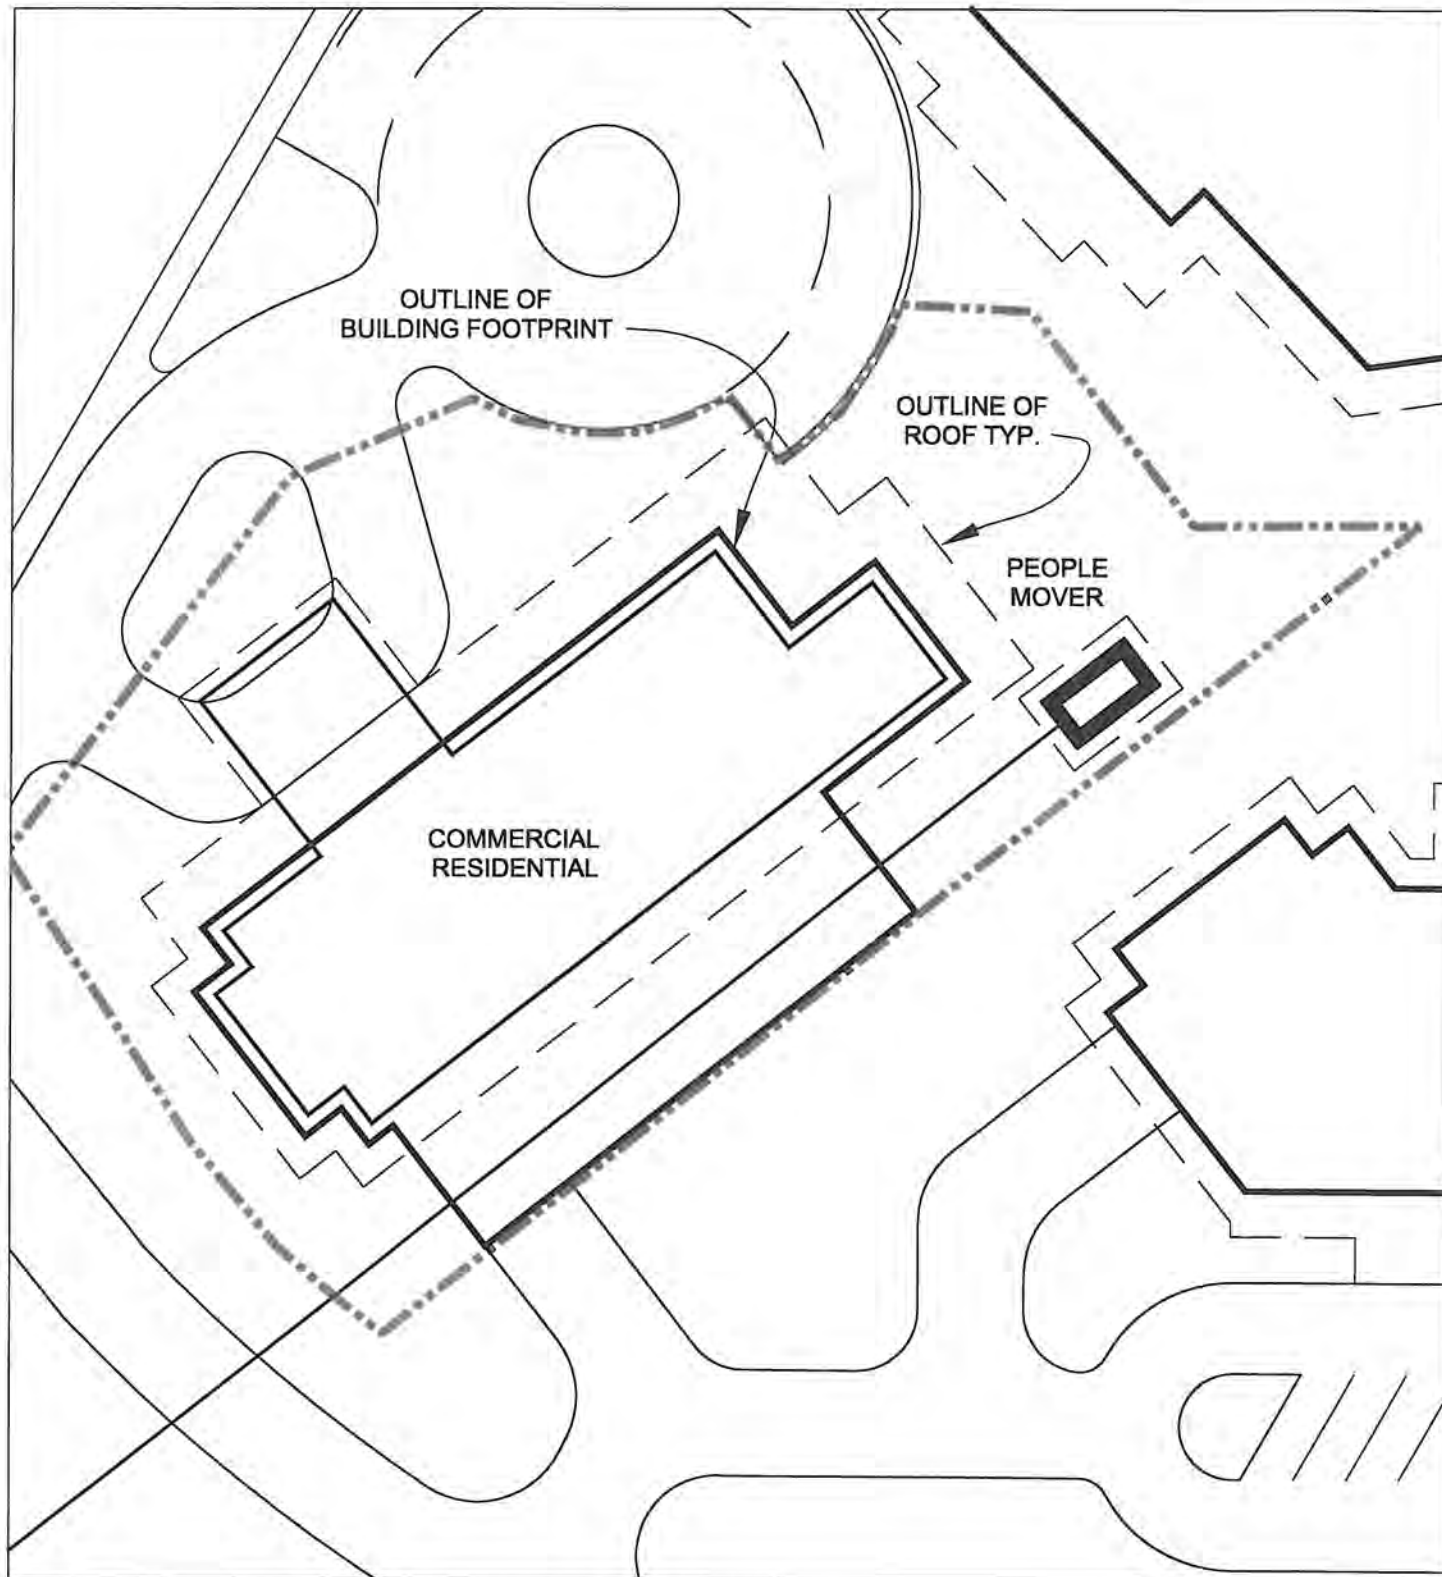 OUTLINE OF
BUILDING FOOTPRINT
OUTLINE OF
ROOF TYP.
PEOPLE
MOVER
COMMERCIAL
RESIDENTIAL